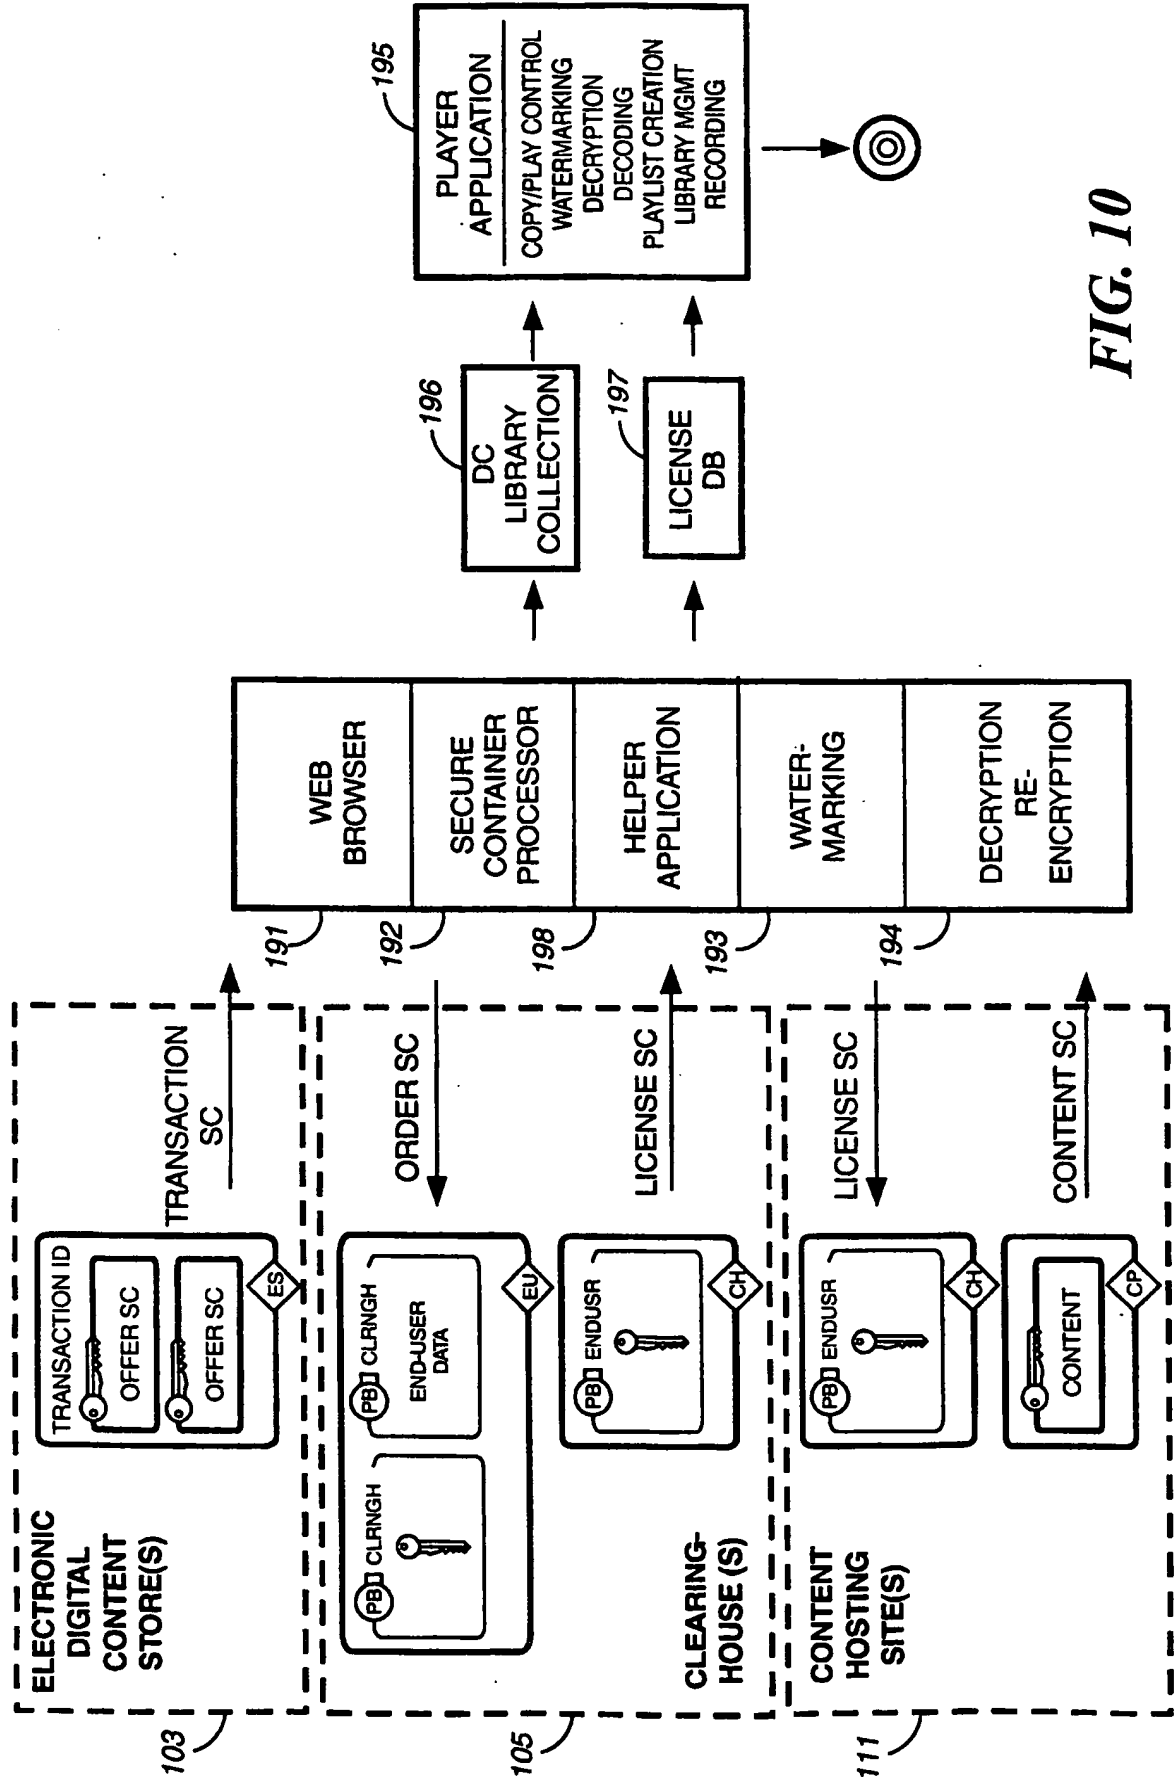 ELECTRONIC
DIGITAL
CONTENT
STORE(S)
103
TRANSACTION ID
OFFER SC
OFFER SC
ES
TRANSACTION
SC
CLEARING-
HOUSE (S)
105
PB CLRNGH
PB CLRNGH
END-USER
DATA
EU
ORDER SC
PB ENDUSR
CH
LICENSE SC
CONTENT
HOSTING
SITE(S)
111
PB ENDUSR
CH
LICENSE SC
CONTENT
CP
CONTENT SC
191
WEB
BROWSER
192
SECURE
CONTAINER
PROCESSOR
198
HELPER
APPLICATION
193
WATER-
MARKING
194
DECRYPTION
RE-
ENCRYPTION
196
DC
LIBRARY
COLLECTION
197
LICENSE
DB
195
PLAYER
APPLICATION
COPY/PLAY CONTROL
WATERMARKING
DECRYPTION
DECODING
PLAYLIST CREATION
LIBRARY MGMT
RECORDING
FIG. 10